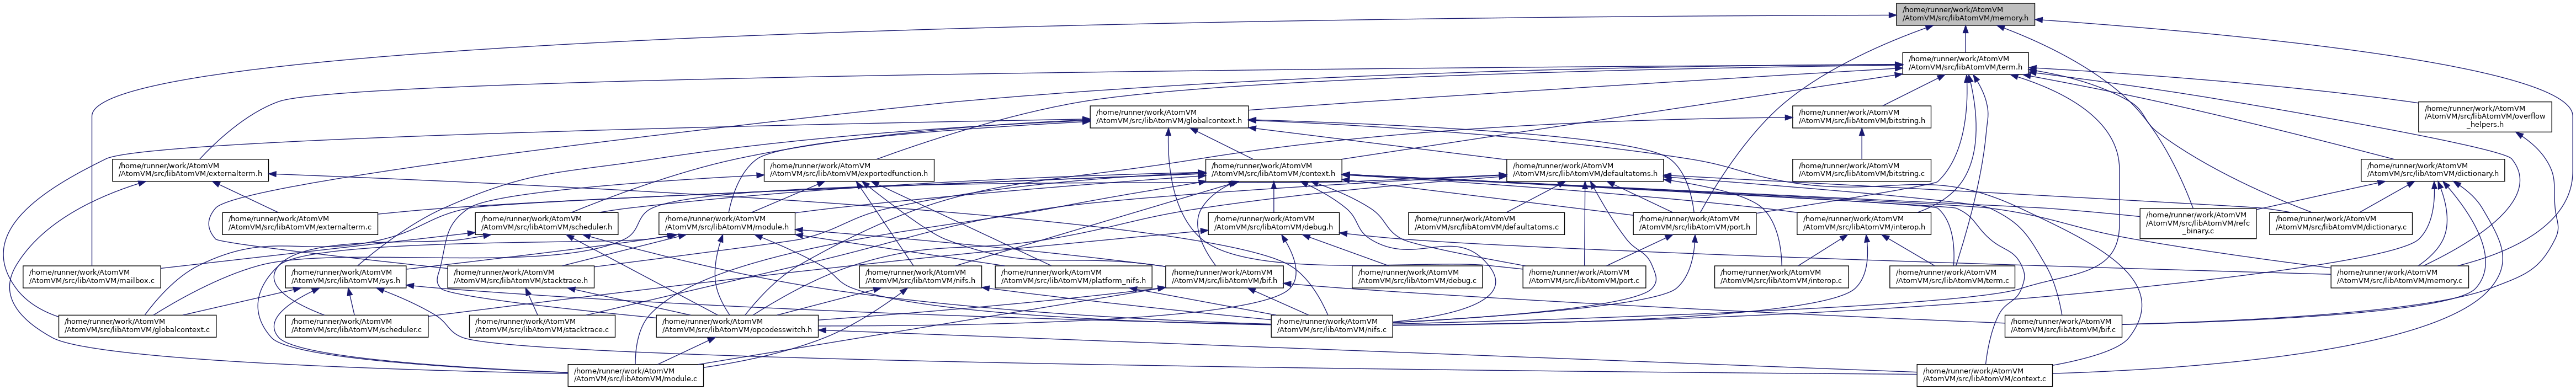 /home/runner/work/AtomVM
/AtomVM/src/libAtomVM/memory.h
/home/runner/work/AtomVM
/AtomVM/src/libAtomVM/term.h
/home/runner/work/AtomVM
/AtomVM/src/libAtomVM/globalcontext.h
/home/runner/work/AtomVM
/AtomVM/src/libAtomVM/bitstring.h
/home/runner/work/AtomVM
/AtomVM/src/libAtomVM/overflow
_helpers.h
/home/runner/work/AtomVM
/AtomVM/src/libAtomVM/externalterm.h
/home/runner/work/AtomVM
/AtomVM/src/libAtomVM/exportedfunction.h
/home/runner/work/AtomVM
/AtomVM/src/libAtomVM/context.h
/home/runner/work/AtomVM
/AtomVM/src/libAtomVM/defaultatoms.h
/home/runner/work/AtomVM
/AtomVM/src/libAtomVM/bitstring.c
/home/runner/work/AtomVM
/AtomVM/src/libAtomVM/dictionary.h
/home/runner/work/AtomVM
/AtomVM/src/libAtomVM/externalterm.c
/home/runner/work/AtomVM
/AtomVM/src/libAtomVM/scheduler.h
/home/runner/work/AtomVM
/AtomVM/src/libAtomVM/module.h
/home/runner/work/AtomVM
/AtomVM/src/libAtomVM/debug.h
/home/runner/work/AtomVM
/AtomVM/src/libAtomVM/defaultatoms.c
/home/runner/work/AtomVM
/AtomVM/src/libAtomVM/port.h
/home/runner/work/AtomVM
/AtomVM/src/libAtomVM/interop.h
/home/runner/work/AtomVM
/AtomVM/src/libAtomVM/refc
_binary.c
/home/runner/work/AtomVM
/AtomVM/src/libAtomVM/dictionary.c
/home/runner/work/AtomVM
/AtomVM/src/libAtomVM/mailbox.c
/home/runner/work/AtomVM
/AtomVM/src/libAtomVM/sys.h
/home/runner/work/AtomVM
/AtomVM/src/libAtomVM/stacktrace.h
/home/runner/work/AtomVM
/AtomVM/src/libAtomVM/nifs.h
/home/runner/work/AtomVM
/AtomVM/src/libAtomVM/platform_nifs.h
/home/runner/work/AtomVM
/AtomVM/src/libAtomVM/bif.h
/home/runner/work/AtomVM
/AtomVM/src/libAtomVM/debug.c
/home/runner/work/AtomVM
/AtomVM/src/libAtomVM/port.c
/home/runner/work/AtomVM
/AtomVM/src/libAtomVM/interop.c
/home/runner/work/AtomVM
/AtomVM/src/libAtomVM/term.c
/home/runner/work/AtomVM
/AtomVM/src/libAtomVM/memory.c
/home/runner/work/AtomVM
/AtomVM/src/libAtomVM/globalcontext.c
/home/runner/work/AtomVM
/AtomVM/src/libAtomVM/scheduler.c
/home/runner/work/AtomVM
/AtomVM/src/libAtomVM/stacktrace.c
/home/runner/work/AtomVM
/AtomVM/src/libAtomVM/opcodesswitch.h
/home/runner/work/AtomVM
/AtomVM/src/libAtomVM/nifs.c
/home/runner/work/AtomVM
/AtomVM/src/libAtomVM/bif.c
/home/runner/work/AtomVM
/AtomVM/src/libAtomVM/module.c
/home/runner/work/AtomVM
/AtomVM/src/libAtomVM/context.c